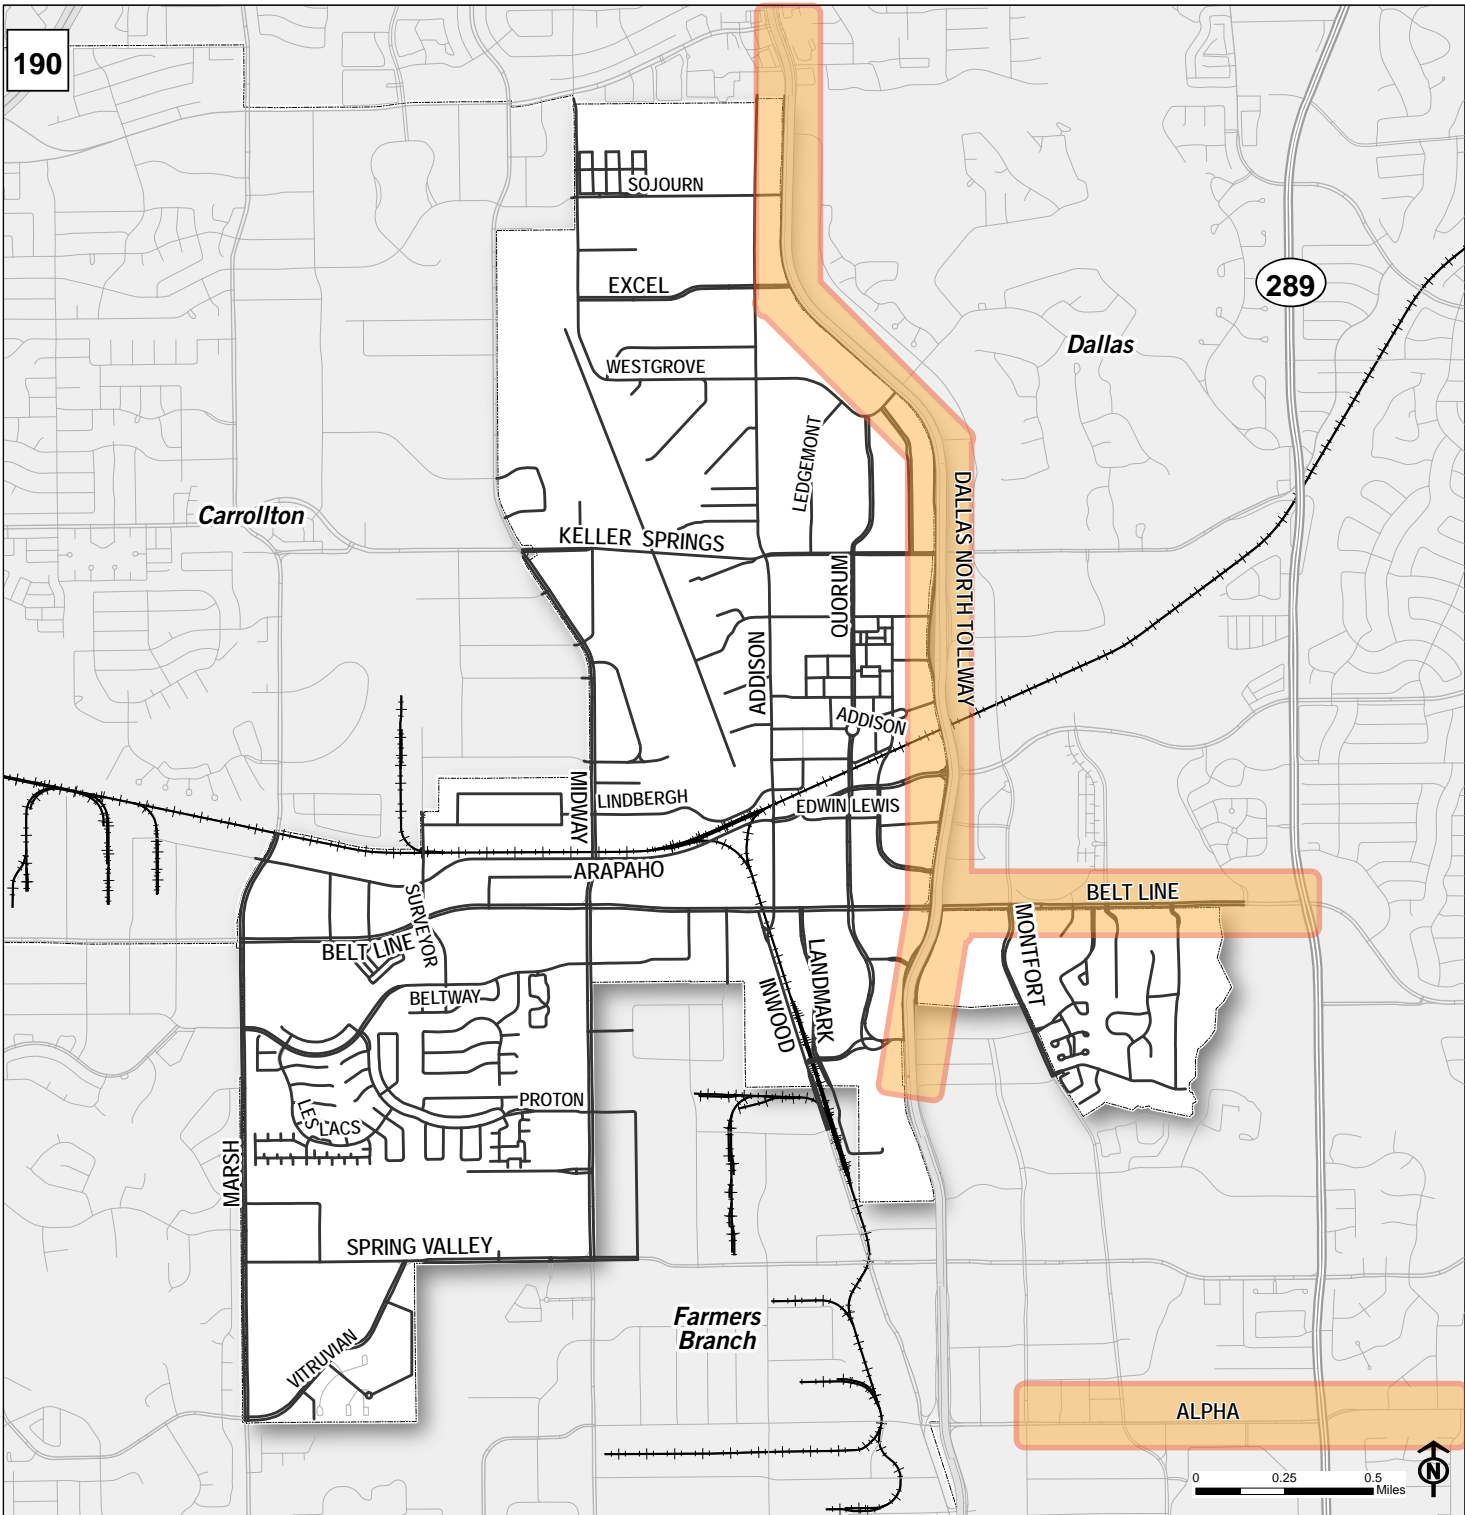 190
SOJOURN
EXCEL
289
Dallas
WESTGROVE
LEDGEMONT
DALLAS NORTH TOLLWAY
Carrollton
KELLER SPRINGS
QUORUM
ADDISON
ADDISON
MIDWAY
LINDBERGH
EDWIN LEWIS
ARAPAHO
SURVEYOR
BELT LINE
BELT LINE
MONTFORT
LANDMARK
INWOOD
BELTWAY
PROTON
LES LACS
MARSH
SPRING VALLEY
Farmers
Branch
VITRUVIAN
ALPHA
N
0 0.25 0.5
Miles